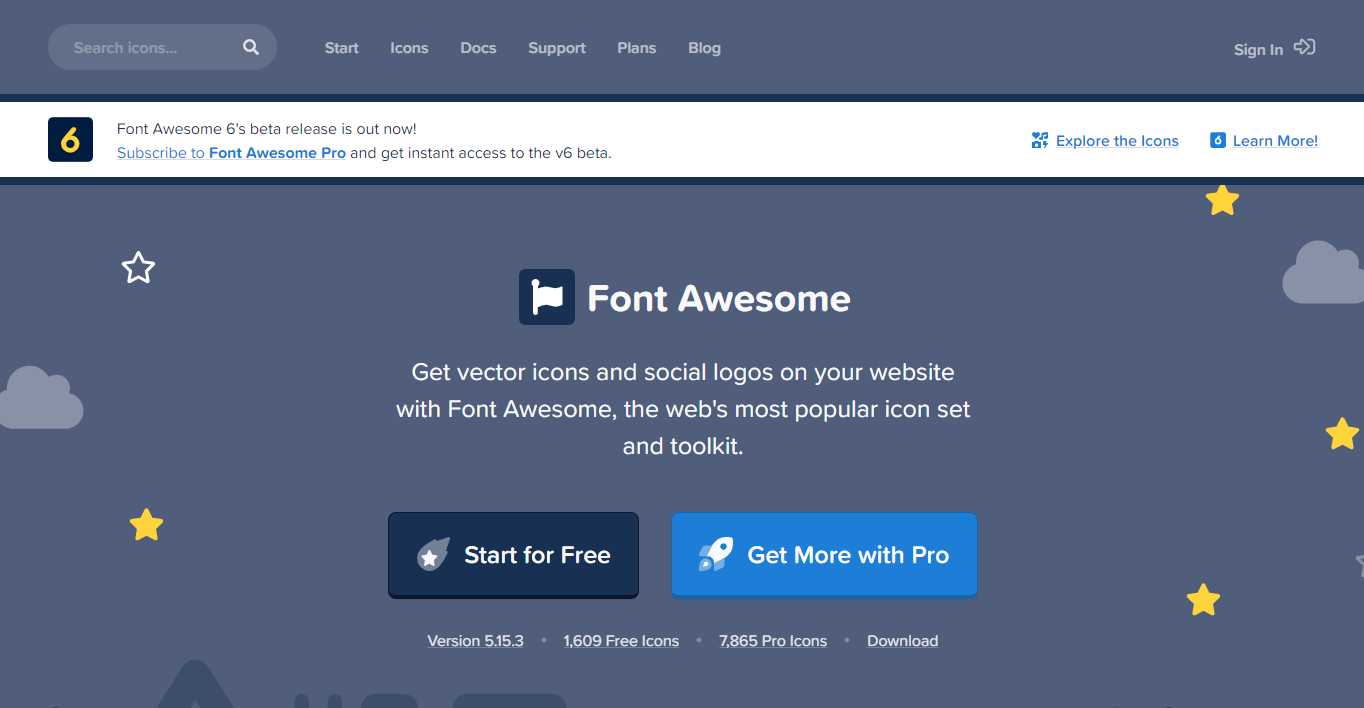 Search icons...
Start
Icons
Docs
Support
Plans
Blog
Sign In
6
Font Awesome 6's beta release is out now!
Subscribe to Font Awesome Pro and get instant access to the v6 beta.
Explore the Icons
6
Learn More!
Font Awesome
Get vector icons and social logos on your website
with Font Awesome, the web's most popular icon set
and toolkit.
Start for Free
Get More with Pro
Version 5.15.3 • 1,609 Free Icons • 7,865 Pro Icons • Download